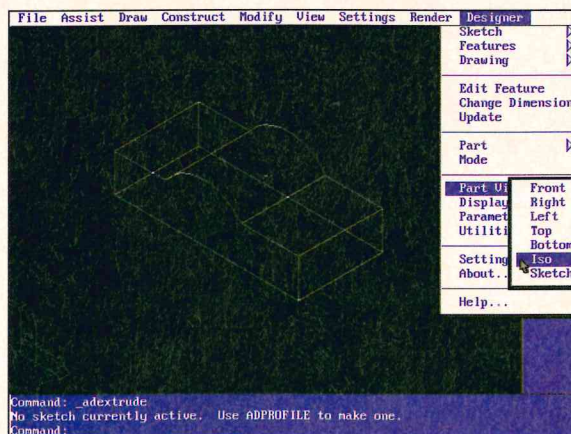 File Assist Draw Construct Modify View Settings Render Designer
Sketch
Features
Drawing
Edit Feature
Change Dimension
Update
Part
Mode
Part Vi
Display
Paramet
Utiliti
Setting
About..
Help...
Front
Right
Left
Top
Bottom
Iso
Sketch
Command: _adextrude
No sketch currently active. Use ADPROFILE to make one.
Command: